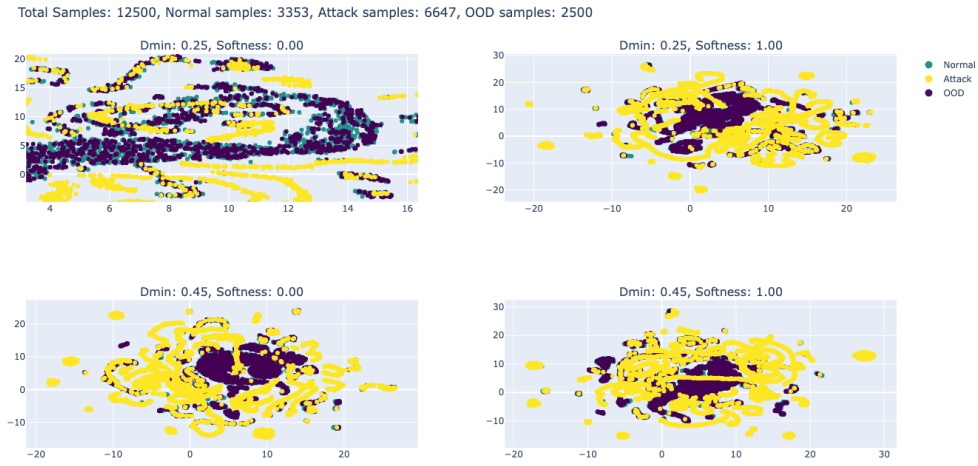 Total Samples: 12500, Normal samples: 3353, Attack samples: 6647, OOD samples: 2500
Dmin: 0.25, Softness: 0.00
20
15
10
5
0
4 6 8 10 12 14 16
Dmin: 0.25, Softness: 1.00
30
20
10
0
−10
−20
−20 −10 0 10 20
Normal
Attack
OOD
Dmin: 0.45, Softness: 0.00
20
10
0
−10
−20 −10 0 10 20
Dmin: 0.45, Softness: 1.00
30
20
10
0
−10
−20 −10 0 10 20 30